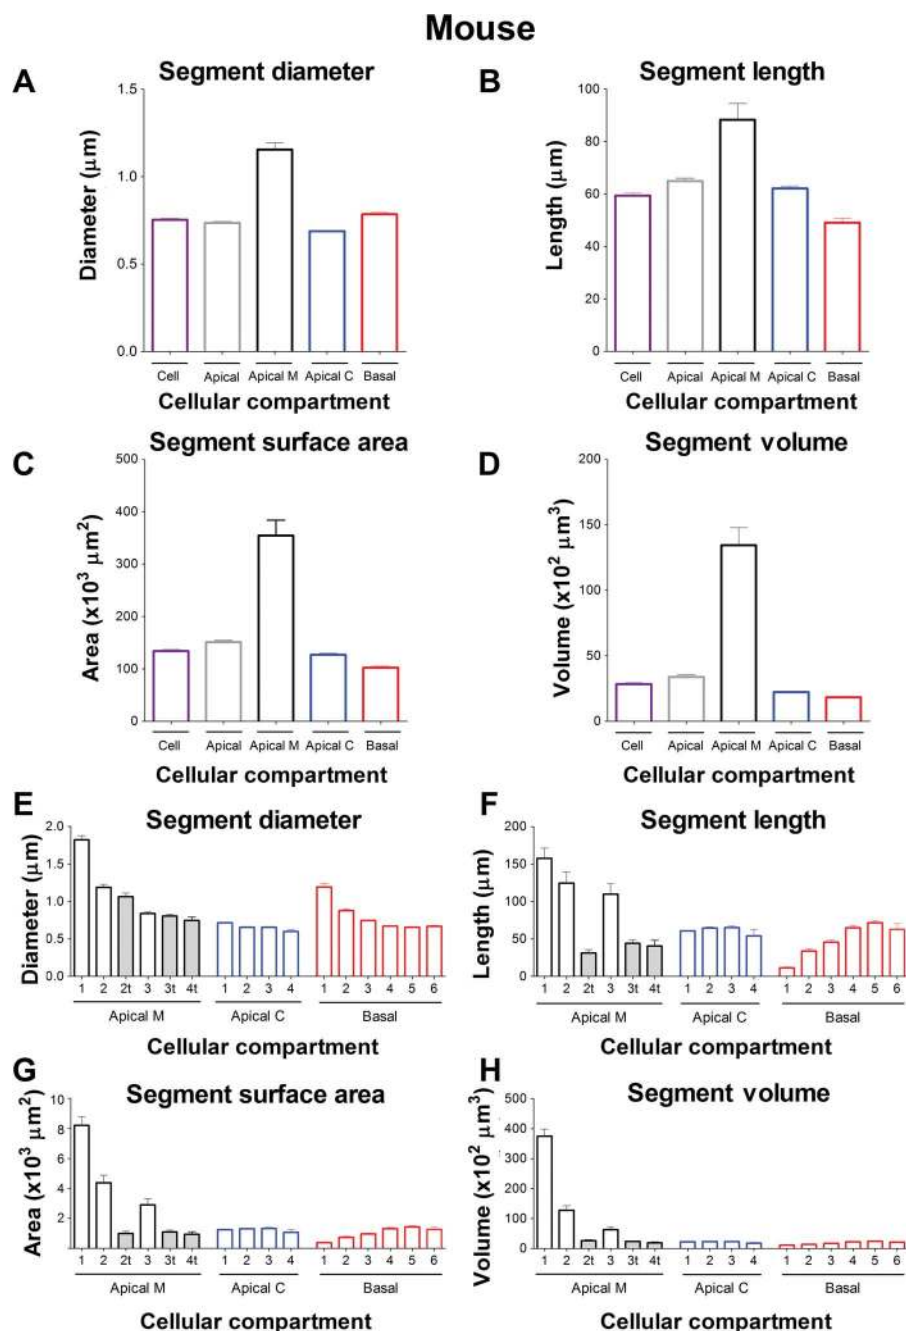 Mouse
A
Segment diameter
Diameter (μm)
1.5
1.0
0.5
0.0
Cell Apical Apical M Apical C Basal
Cellular compartment
B
Segment length
Length (μm)
100
80
60
40
20
0
Cell Apical Apical M Apical C Basal
Cellular compartment
C
Segment surface area
Area (x10³ μm²)
500
400
300
200
100
0
Cell Apical Apical M Apical C Basal
Cellular compartment
D
Segment volume
Volume (x10² μm³)
200
150
100
50
0
Cell Apical Apical M Apical C Basal
Cellular compartment
E
Segment diameter
Diameter (μm)
2.0
1.5
1.0
0.5
0.0
1 2 2t 3 3t 4t 1 2 3 4 1 2 3 4 5 6
Apical M Apical C Basal
Cellular compartment
F
Segment length
Length (μm)
200
150
100
50
0
1 2 2t 3 3t 4t 1 2 3 4 1 2 3 4 5 6
Apical M Apical C Basal
Cellular compartment
G
Segment surface area
Area (x10³ μm²)
10
8
6
4
2
1 2 2t 3 3t 4t 1 2 3 4 1 2 3 4 5 6
Apical M Apical C Basal
Cellular compartment
H
Segment volume
Volume (x10² μm³)
500
400
300
200
100
0
1 2 2t 3 3t 4t 1 2 3 4 1 2 3 4 5 6
Apical M Apical C Basal
Cellular compartment